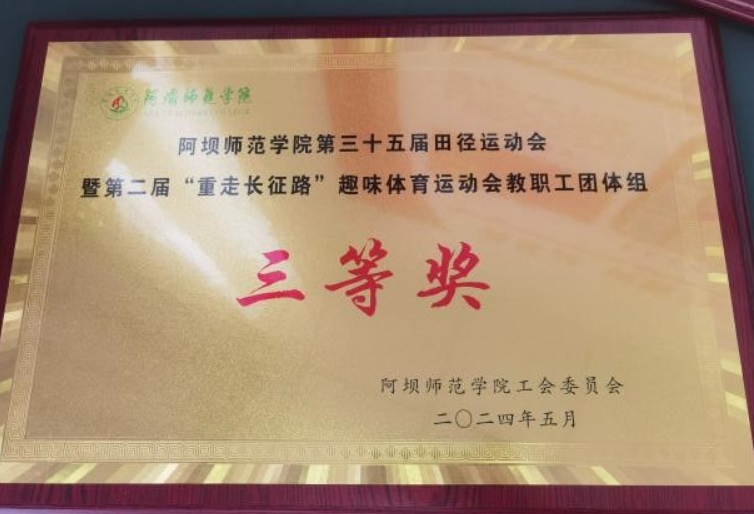 阿坝师范学院
阿坝师范学院第三十五届田径运动会
暨第二届“重走长征路”趣味体育运动会教职工团体组
三等奖
阿坝师范学院工会委员会
二〇二四年五月